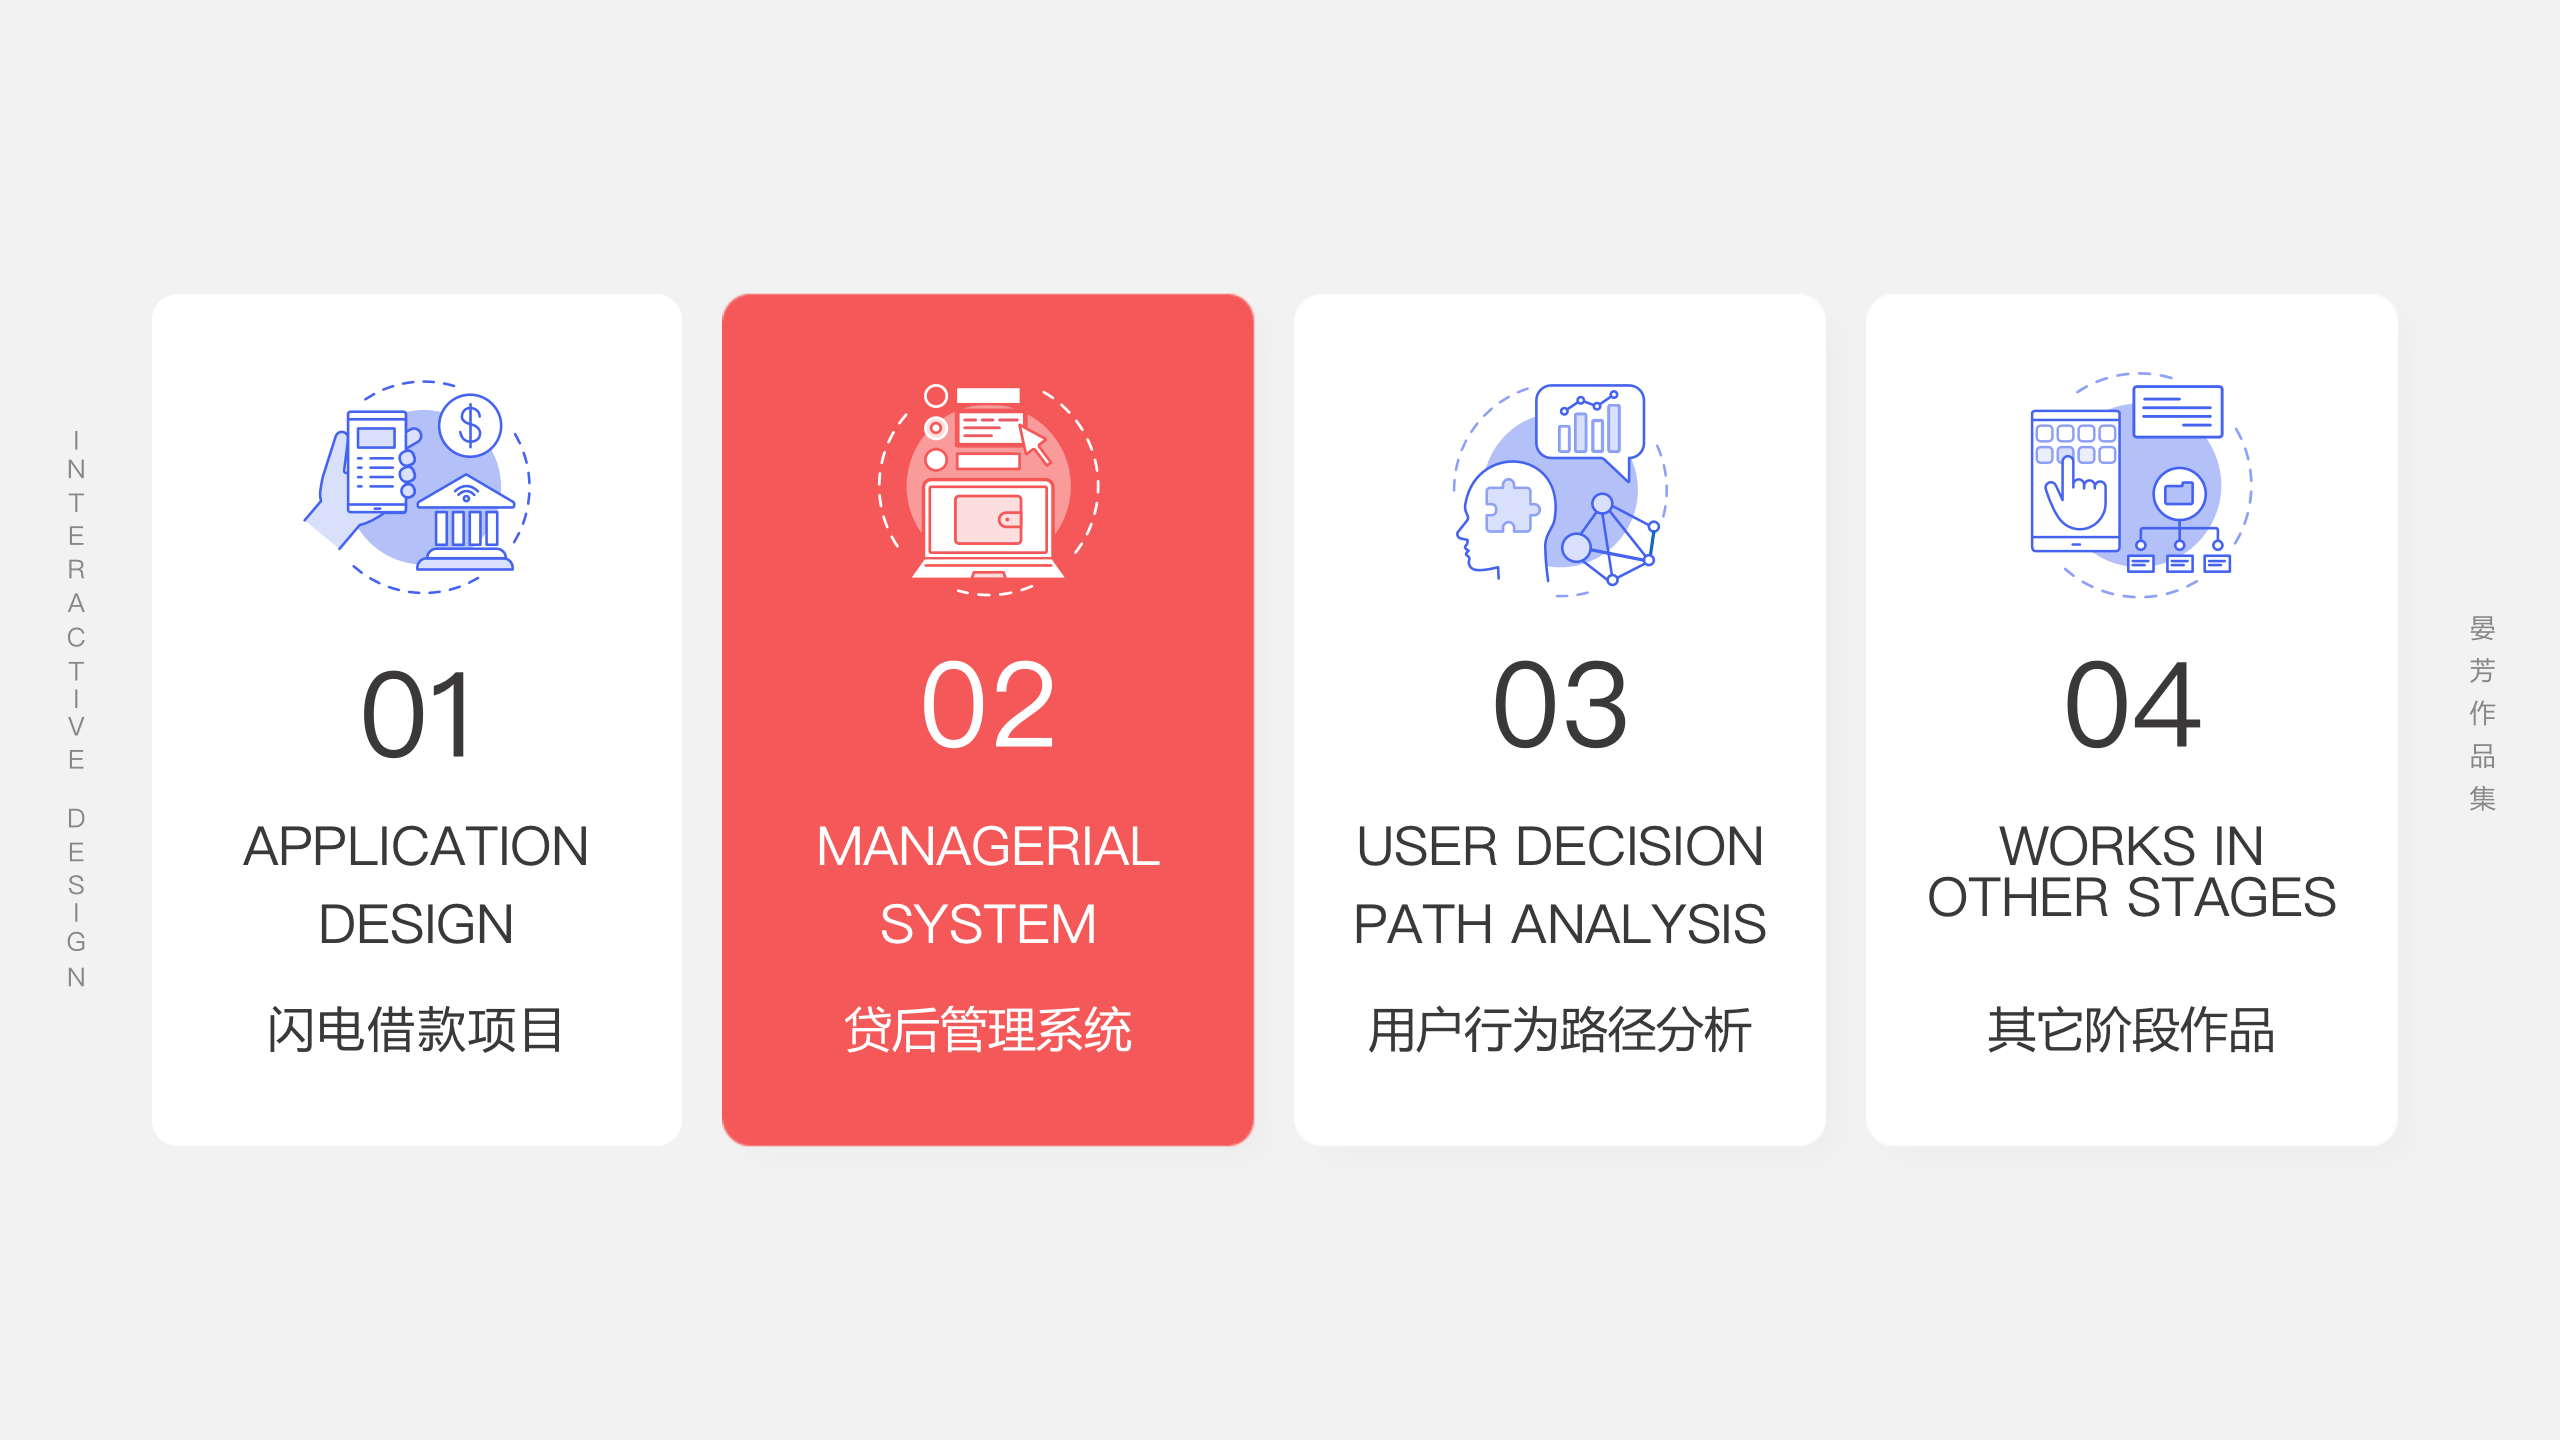 INTERACTIVE DESIGN
01
APPLICATION
DESIGN
闪电借款项目
02
MANAGERIAL
SYSTEM
贷后管理系统
03
USER DECISION
PATH ANALYSIS
用户行为路径分析
04
WORKS IN
OTHER STAGES
其它阶段作品
晏芳作品集